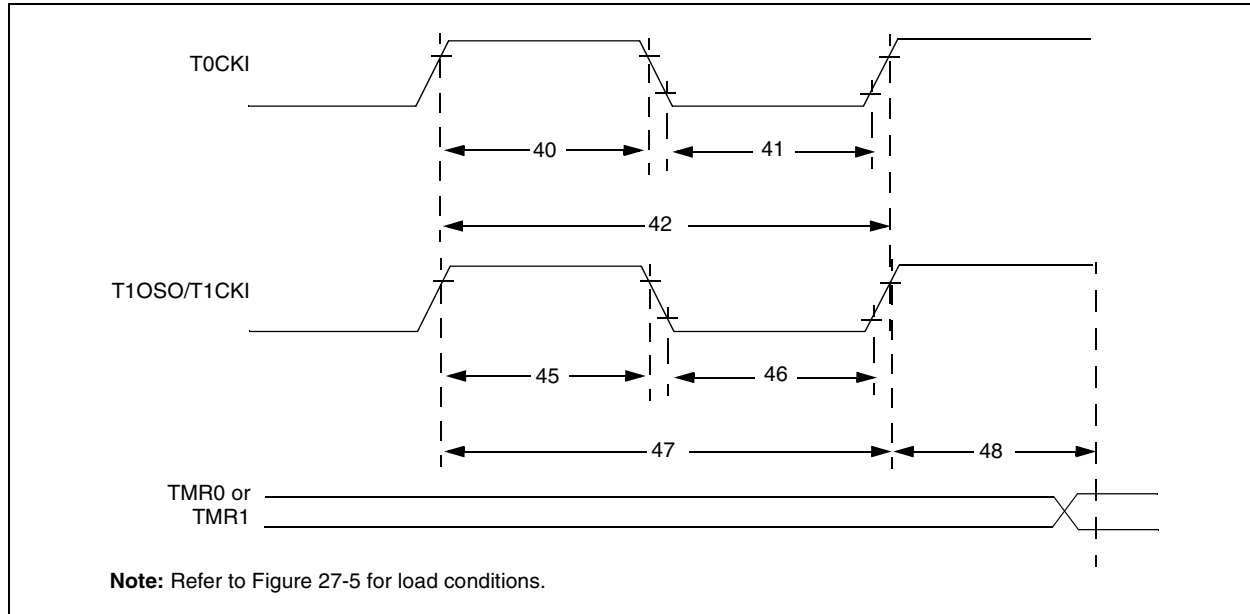 T0CKI
40
41
42
T1OSO/T1CKI
45
46
47
48
TMR0 or
TMR1
Note: Refer to Figure 27-5 for load conditions.